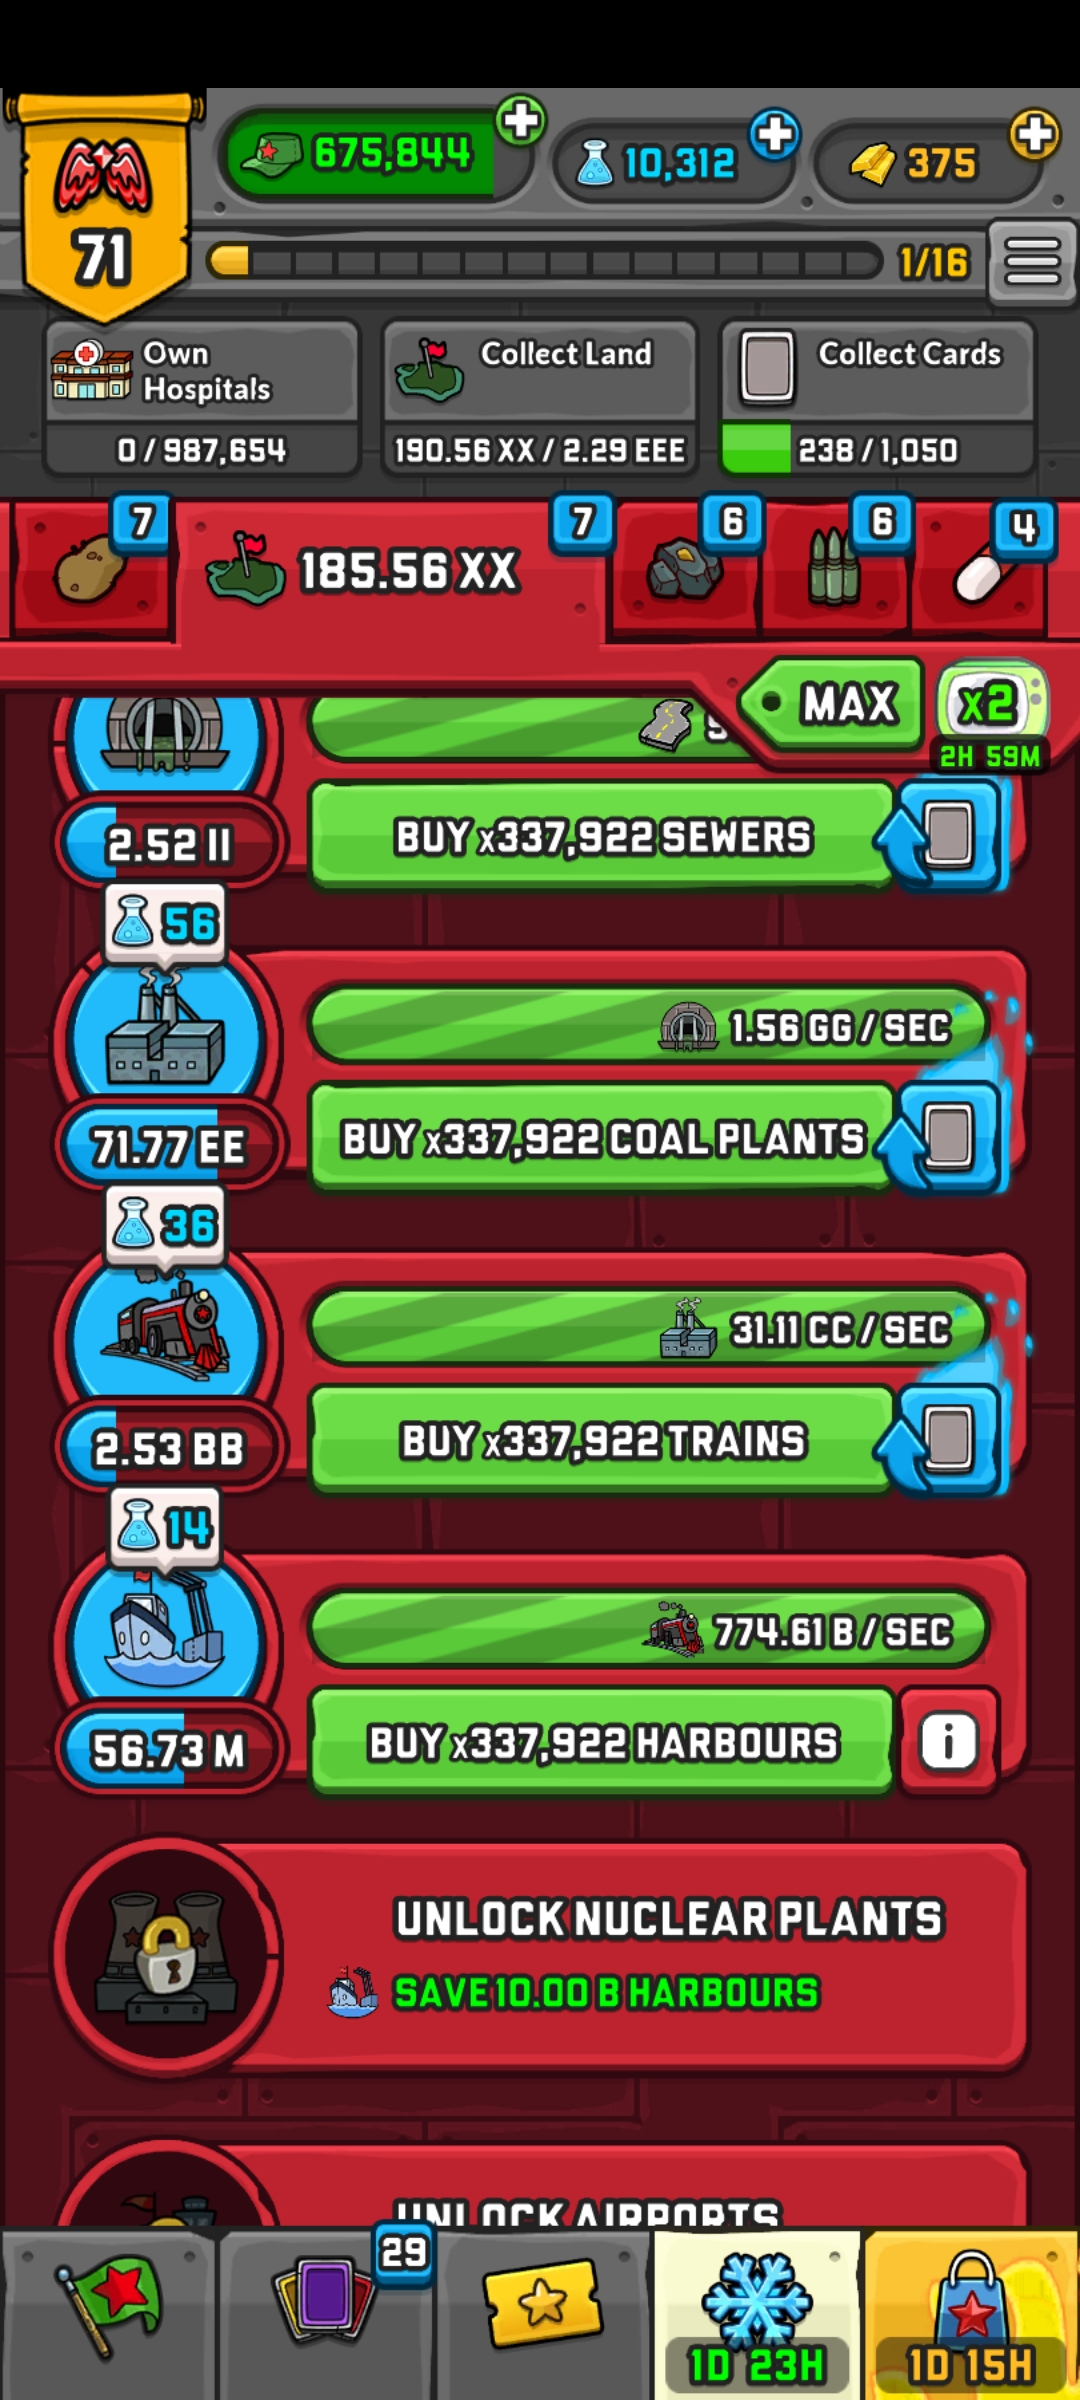 675,844
10,312
375
71
1/16
Own
Hospitals
0 / 987,654
Collect Land
190.56 XX / 2.29 EEE
Collect Cards
238 / 1,050
7
185.56 XX
7
6
6
4
MAX
x2
2H 59M
2.52 II
BUY x337,922 SEWERS
56
1.56 GG / SEC
71.77 EE
BUY x337,922 COAL PLANTS
36
31.11 CC / SEC
2.53 BB
BUY x337,922 TRAINS
14
774.61 B / SEC
56.73 M
BUY x337,922 HARBOURS
i
UNLOCK NUCLEAR PLANTS
SAVE 10.00 B HARBOURS
UNLOCK AIRPORTS
29
1D 23H
1D 15H